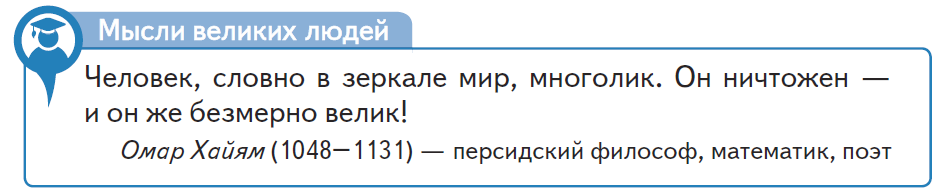 Мысли великих людей
Человек, словно в зеркале мир, многолик. Он ничтожен —
и он же безмерно велик!
Омар Хайям (1048—1131) — персидский философ, математик, поэт